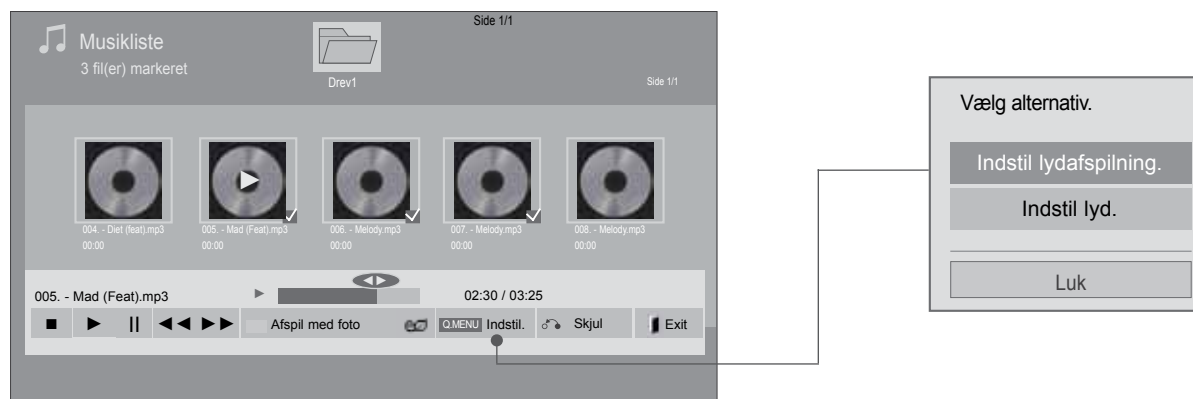 Side 1/1
Musikliste
3 fil(er) markeret
Drev1
Side 1/1
004. - Diet (feat).mp3
00:00
005. - Mad (Feat).mp3
00:00
006. - Melody.mp3
00:00
007. - Melody.mp3
00:00
008. - Melody.mp3
00:00
005. - Mad (Feat).mp3 02:30 / 03:25
Afspil med foto Q.MENU Indstil. Skjul Exit
Vælg alternativ.
Indstil lydafspilning.
Indstil lyd.
Luk